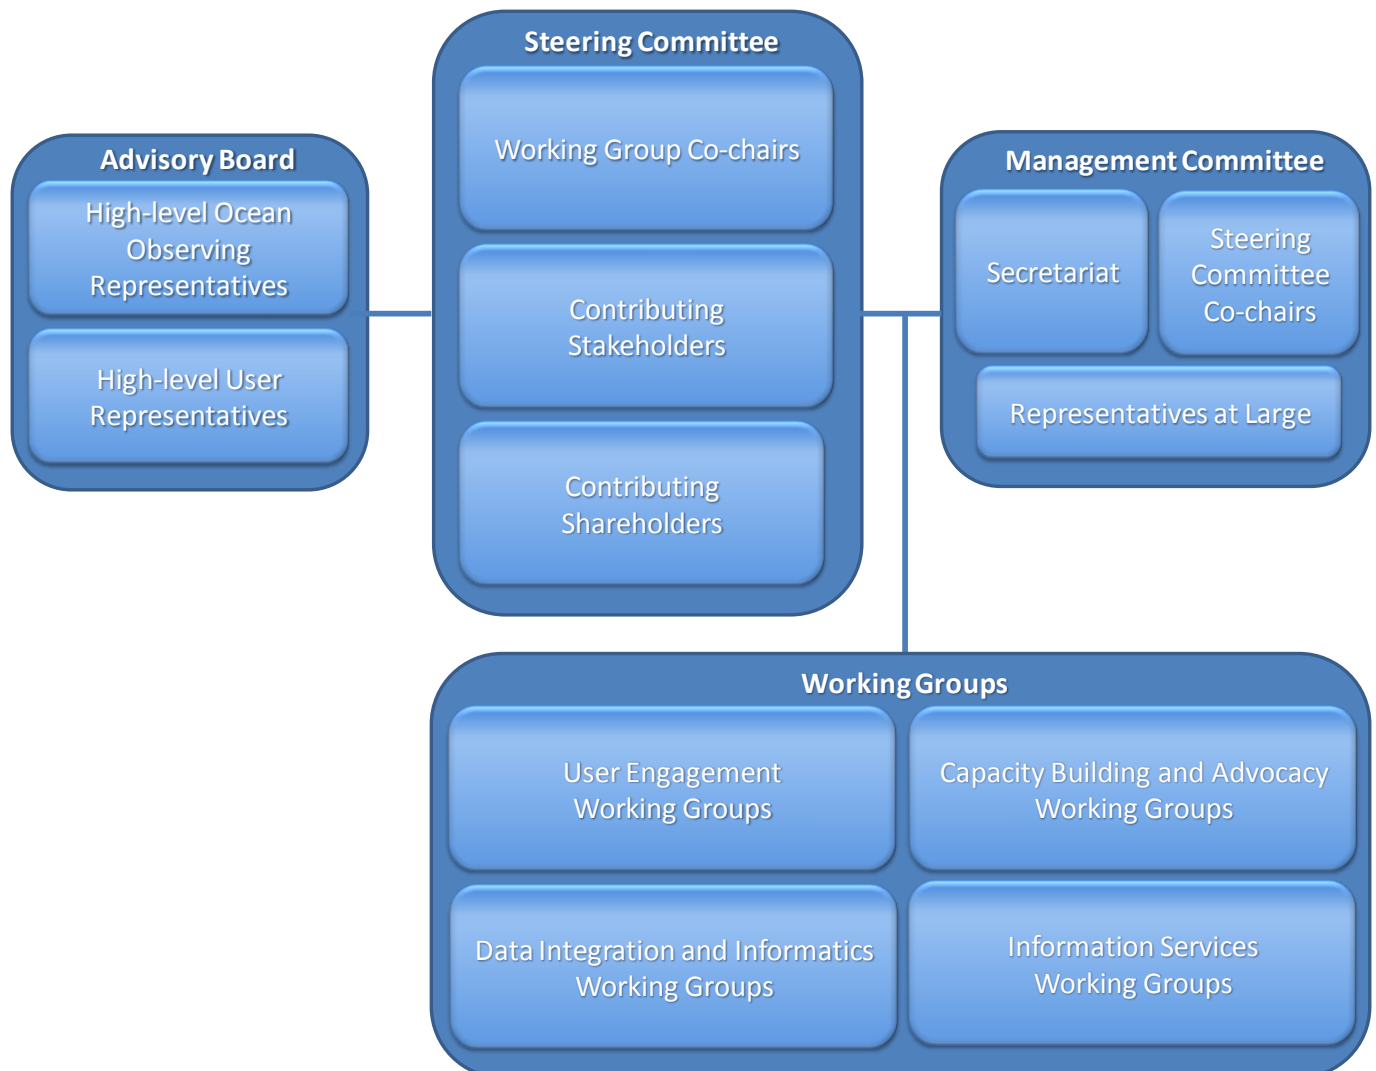 Steering Committee
Working Group Co-chairs
Contributing
Stakeholders
Contributing
Shareholders
Advisory Board
High-level Ocean
Observing
Representatives
High-level User
Representatives
Management Committee
Secretariat
Steering
Committee
Co-chairs
Representatives at Large
Working Groups
User Engagement
Working Groups
Capacity Building and Advocacy
Working Groups
Data Integration and Informatics
Working Groups
Information Services
Working Groups